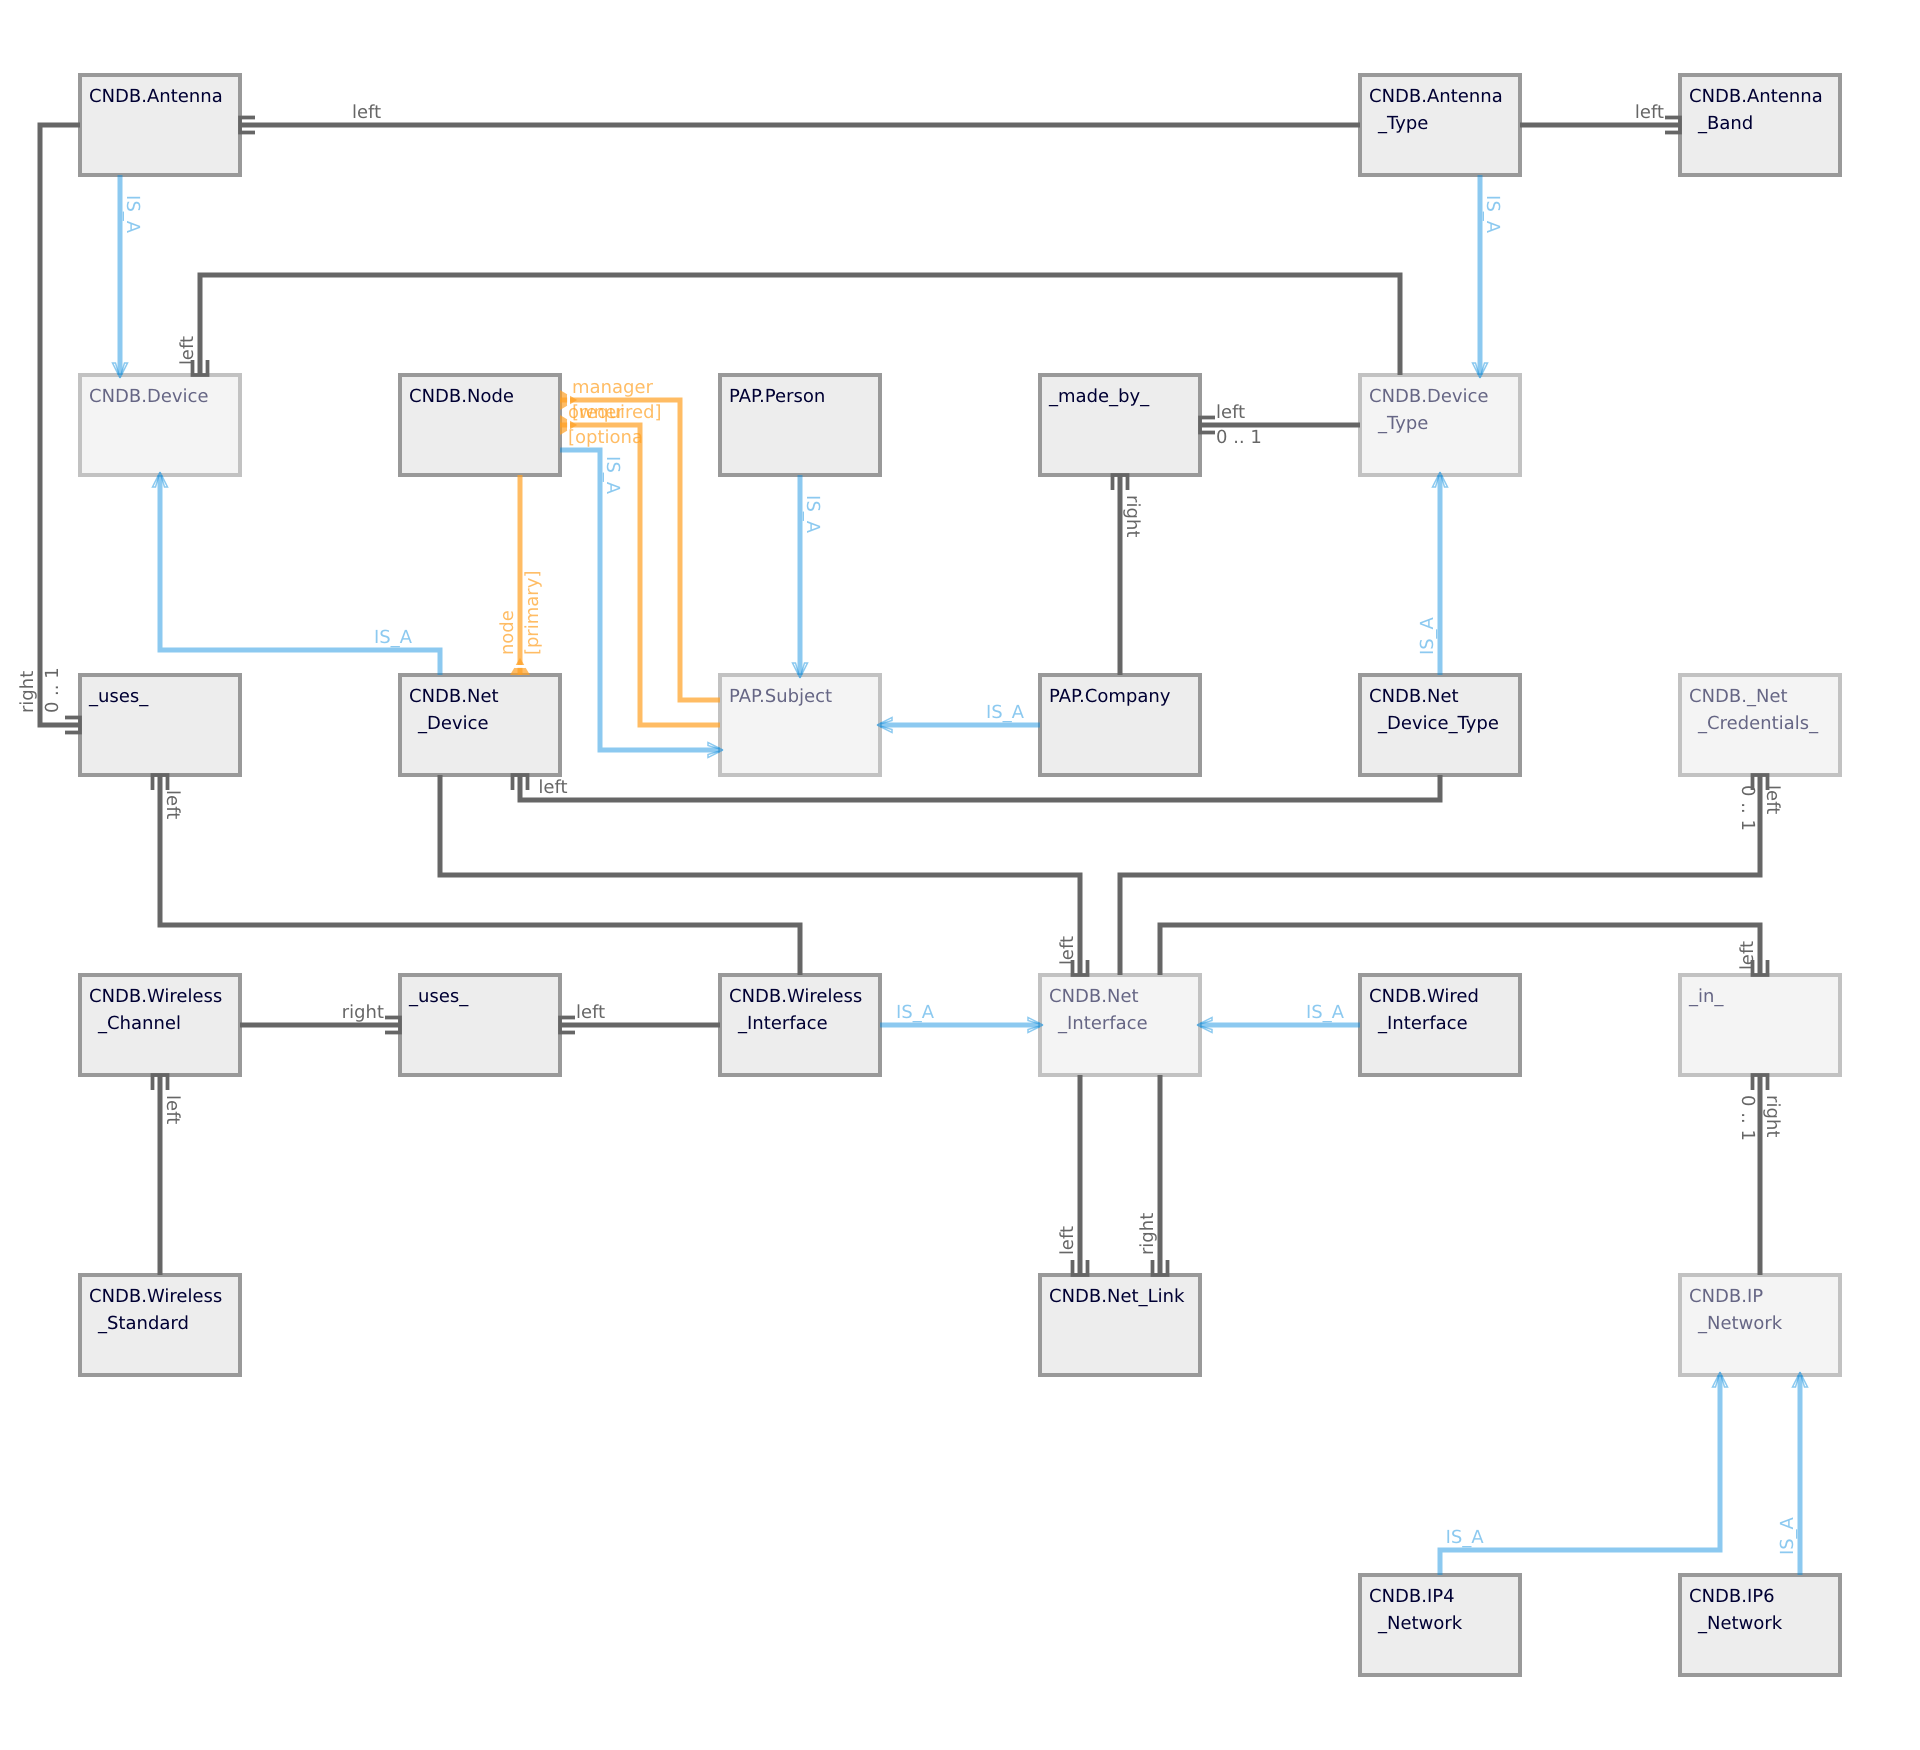 CNDB.Antenna
left
CNDB.Antenna
_Type
left
CNDB.Antenna
_Band
IS_A
IS_A
left
CNDB.Device
CNDB.Node
manager
[required]
owner
[optiona
IS_A
PAP.Person
IS_A
_made_by_
left
0 .. 1
right
CNDB.Device
_Type
IS_A
node
[primary]
IS_A
right
0 .. 1
_uses_
left
CNDB.Net
_Device
left
PAP.Subject
IS_A
PAP.Company
CNDB.Net
_Device_Type
CNDB._Net
_Credentials_
0 .. 1
left
left
left
CNDB.Wireless
_Channel
left
right
_uses_
left
CNDB.Wireless
_Interface
IS_A
CNDB.Net
_Interface
IS_A
CNDB.Wired
_Interface
_in_
0 .. 1
right
left
right
CNDB.Wireless
_Standard
CNDB.Net_Link
CNDB.IP
_Network
IS_A
IS_A
CNDB.IP4
_Network
CNDB.IP6
_Network